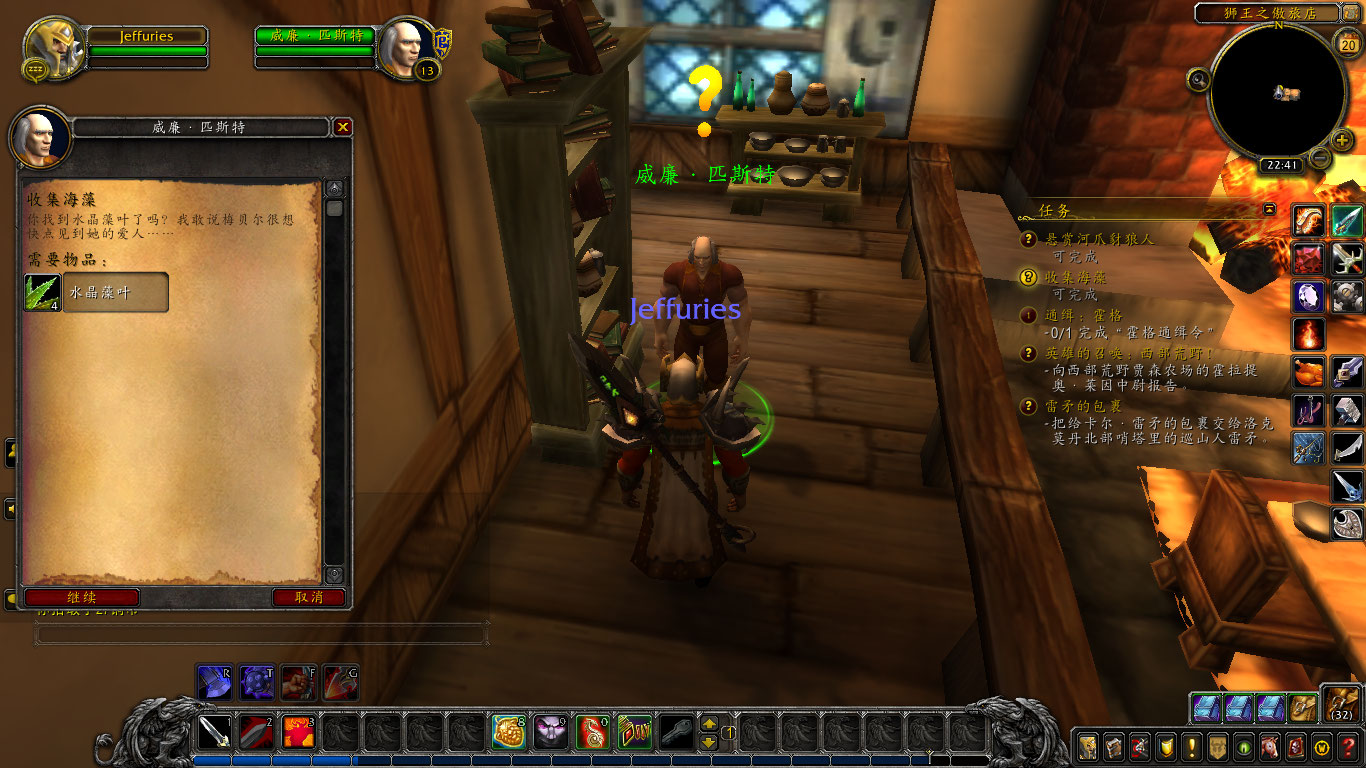 Jeffuries
威廉 · 匹斯特
13
狮王之傲旅店
N
20
22:41
威廉 · 匹斯特
收集海藻
你找到水晶藻叶了吗？我敢说梅贝尔很想
快点见到她的爱人……
需要物品：
4
水晶藻叶
继续
取消
威廉 · 匹斯特
Jeffuries
任务
悬赏河爪豺狼人
可完成
收集海藻
可完成
通缉：霍格
-0/1 完成“霍格通缉令”
英雄的召唤：西部荒野！
-向西部荒野贾森农场的霍拉提
奥·莱因中尉报告。
雷矛的包裹
-把给卡尔 · 雷矛的包裹交给洛克
莫丹北部哨塔里的巡山人雷矛。
R
T
F
G
2
3
8
9
0
1
(32)